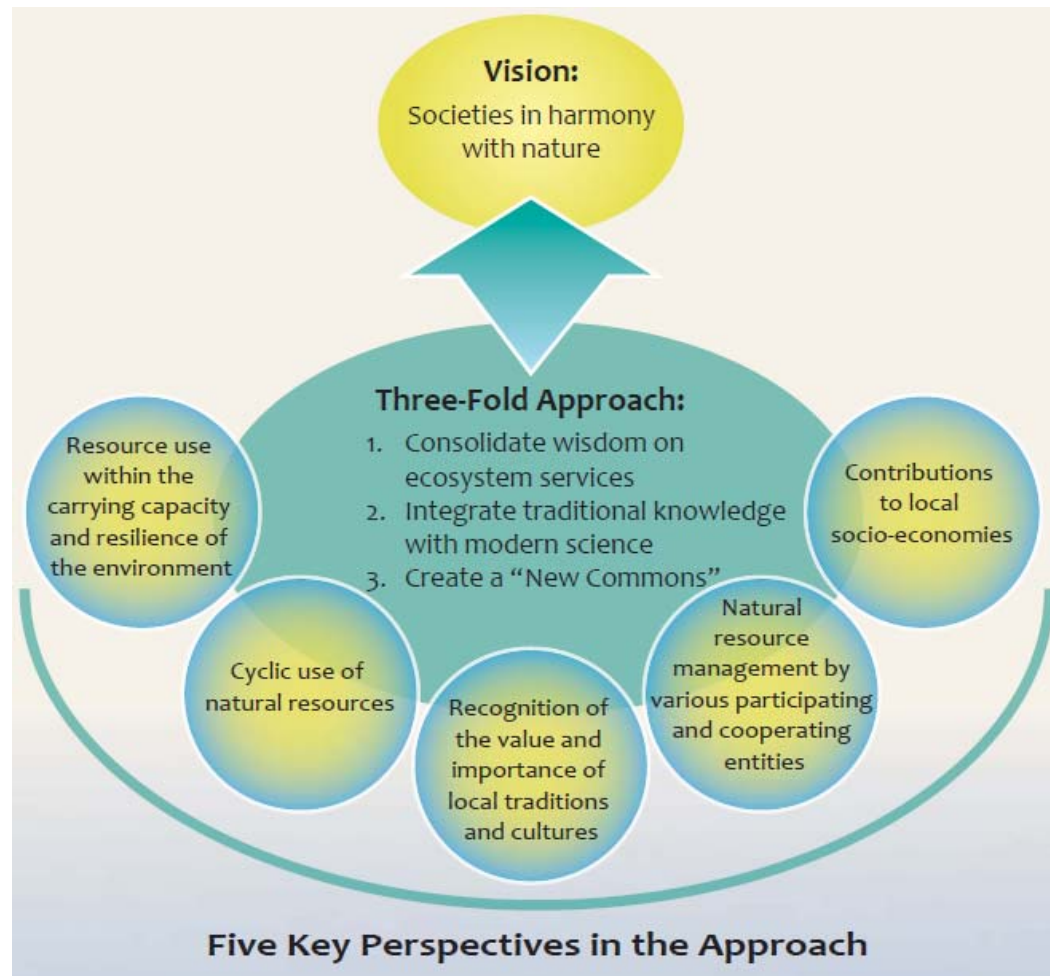 Vision:
Societies in harmony
with nature
Three-Fold Approach:
1. Consolidate wisdom on
ecosystem services
2. Integrate traditional knowledge
with modern science
3. Create a “New Commons”
Resource use
within the
carrying capacity
and resilience of
the environment
Cyclic use of
natural resources
Recognition of
the value and
importance of
local traditions
and cultures
Natural
resource
management by
various participating
and cooperating
entities
Contributions
to local
socio-economies
Five Key Perspectives in the Approach